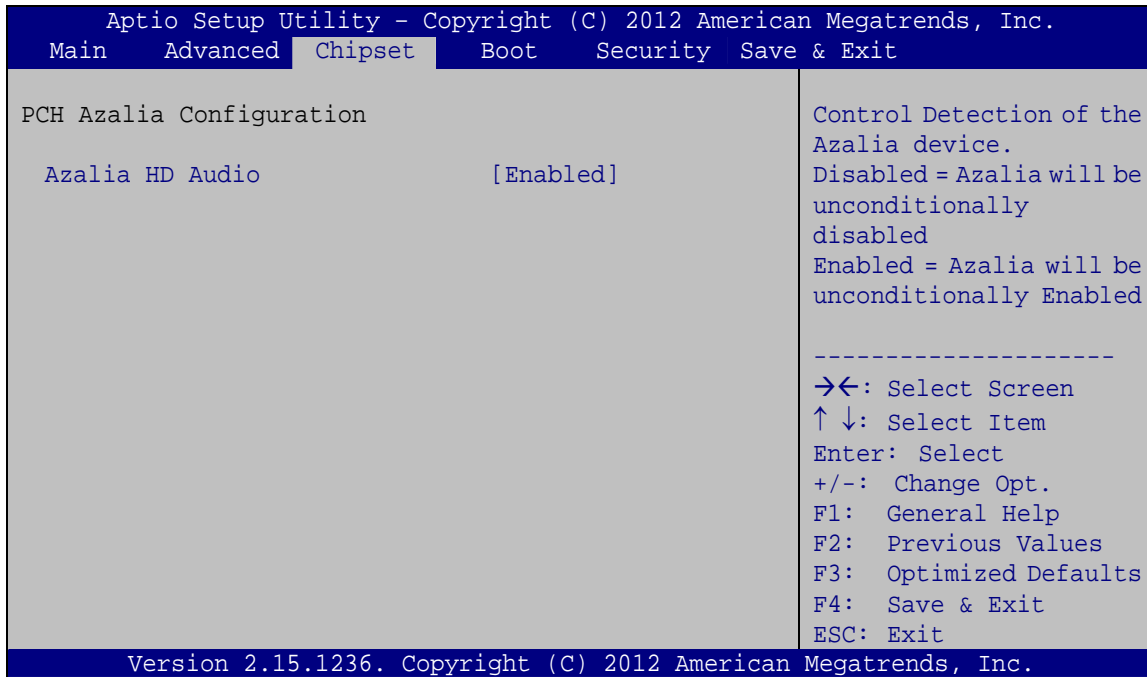 Aptio Setup Utility – Copyright (C) 2012 American Megatrends, Inc.
Main Advanced Chipset Boot Security Save & Exit
PCH Azalia Configuration
Azalia HD Audio [Enabled]
Control Detection of the
Azalia device.
Disabled = Azalia will be
unconditionally
disabled
Enabled = Azalia will be
unconditionally Enabled
---------------------
→←: Select Screen
↑ ↓: Select Item
Enter: Select
+/-: Change Opt.
F1: General Help
F2: Previous Values
F3: Optimized Defaults
F4: Save & Exit
ESC: Exit
Version 2.15.1236. Copyright (C) 2012 American Megatrends, Inc.